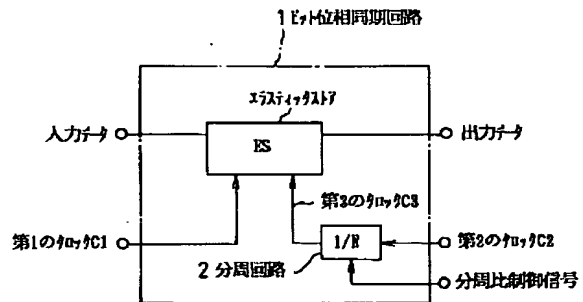 1 ビット位相同期回路
エラスティックストア
入力データ
ES
出力データ
第3のクロックC3
第1のクロックC1
1/N
第2のクロックC2
2 分周回路
分周比制御信号